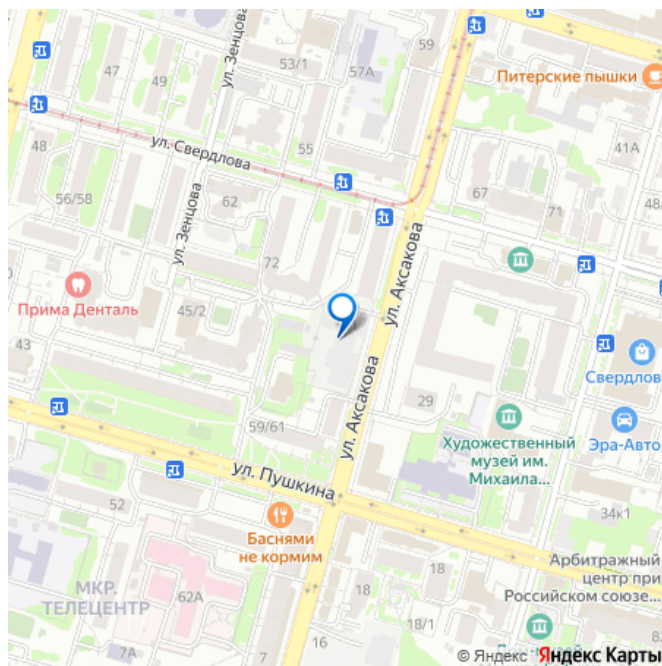 59
ул. Зенцова
53/1
57А
Питерские пышки
47
49
41А
48
ул. Свердлова
55
56/58
62
67
71
48/
ул. Зенцова
72
ул. Аксакова
Прима Денталь
45/2
43
Свердлов
ул. Аксакова
29
59/61
Художественный
музей им.
Михаила...
Эра-Авто
ул. Пушкина
52
34к1
Баснями
не кормим
МКР.
ТЕЛЕЦЕНТР
62А
Арбитражный
центр при
Российском союзе...
18
18
18/1
16
7А
7
© Яндекс
Яндекс Карты